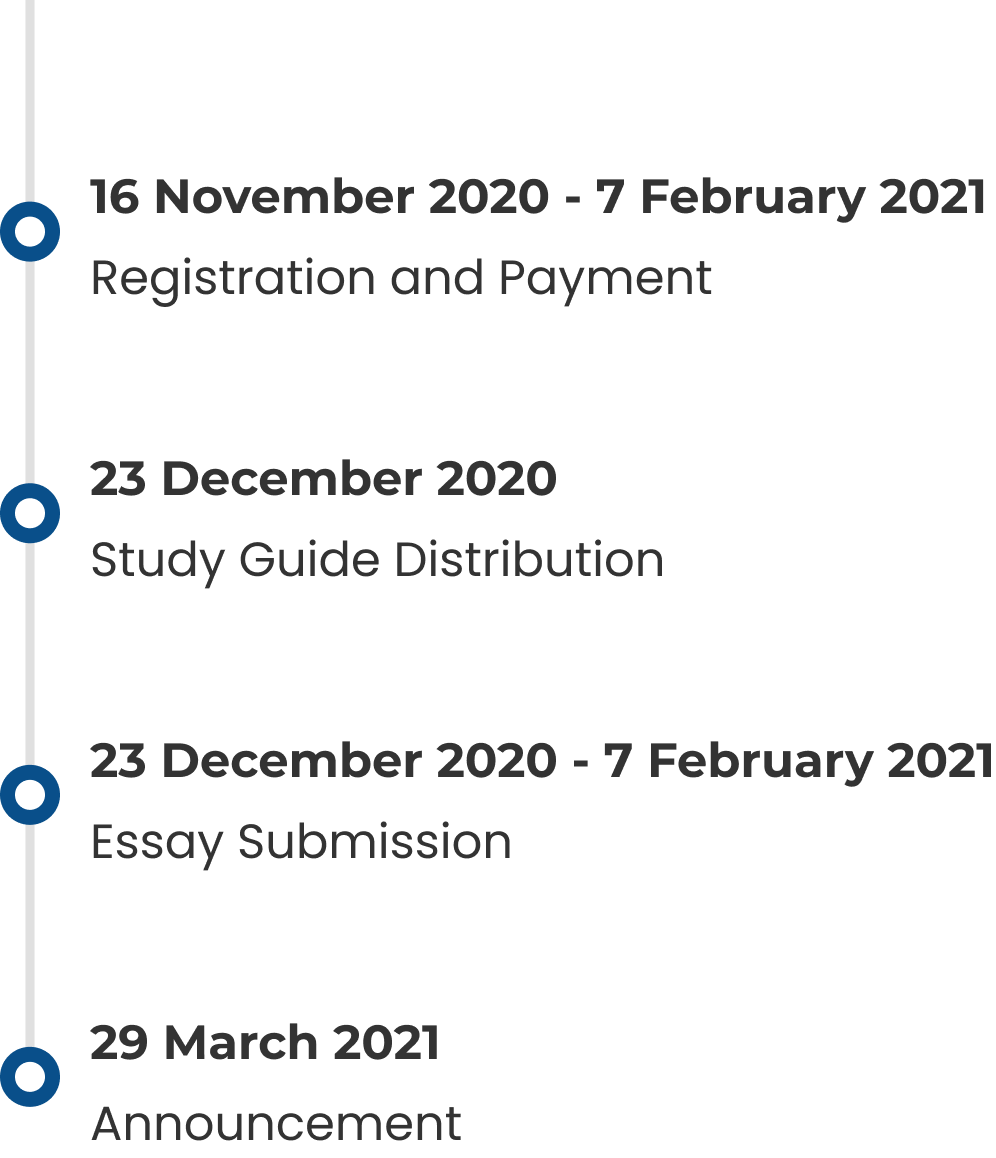 16 November 2020 - 7 February 2021
Registration and Payment
23 December 2020
Study Guide Distribution
23 December 2020 - 7 February 2021
Essay Submission
29 March 2021
Announcement